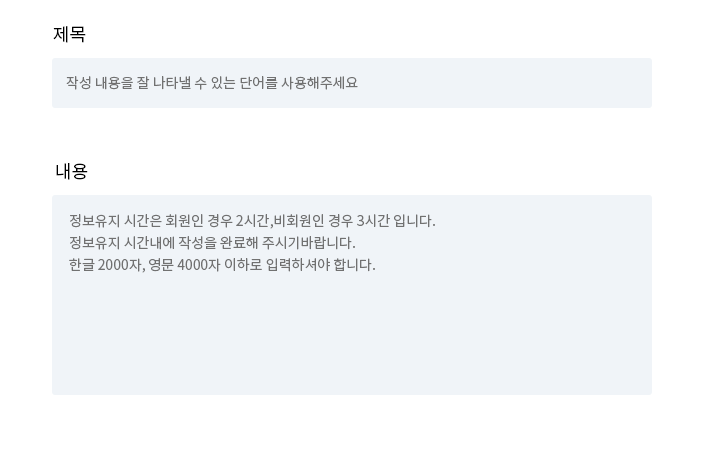 제목
작성 내용을 잘 나타낼 수 있는 단어를 사용해주세요
내용
정보유지 시간은 회원인 경우 2시간,비회원인 경우 3시간 입니다.
정보유지 시간내에 작성을 완료해 주시기바랍니다.
한글 2000자, 영문 4000자 이하로 입력하셔야 합니다.